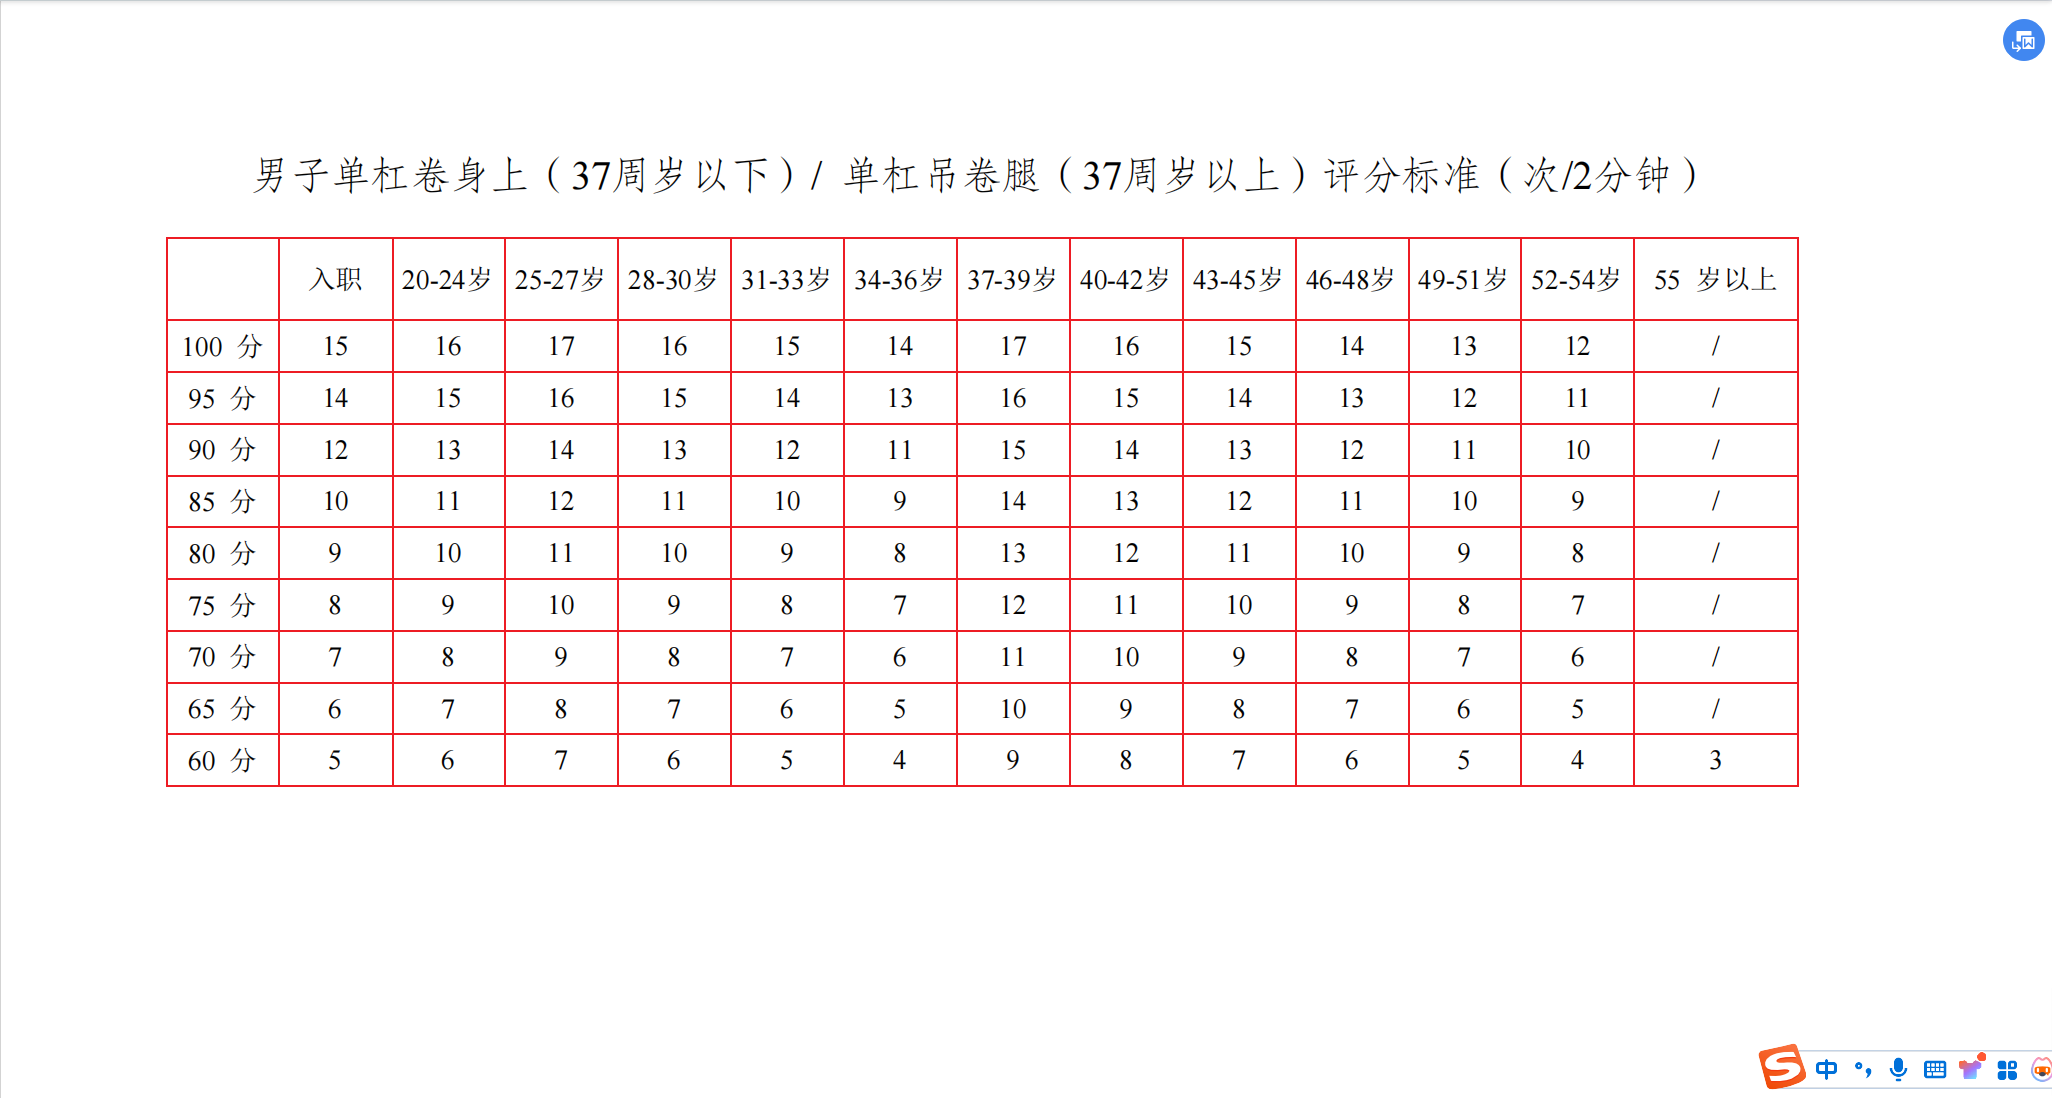 男子单杠卷身上（37周岁以下）/ 单杠吊卷腿（37周岁以上）评分标准（次/2分钟）
入职 20-24岁 25-27岁 28-30岁 31-33岁 34-36岁 37-39岁 40-42岁 43-45岁 46-48岁 49-51岁 52-54岁 55 岁以上
100 分 15 16 17 16 15 14 17 16 15 14 13 12 /
95 分 14 15 16 15 14 13 16 15 14 13 12 11 /
90 分 12 13 14 13 12 11 15 14 13 12 11 10 /
85 分 10 11 12 11 10 9 14 13 12 11 10 9 /
80 分 9 10 11 10 9 8 13 12 11 10 9 8 /
75 分 8 9 10 9 8 7 12 11 10 9 8 7 /
70 分 7 8 9 8 7 6 11 10 9 8 7 6 /
65 分 6 7 8 7 6 5 10 9 8 7 6 5 /
60 分 5 6 7 6 5 4 9 8 7 6 5 4 3
中